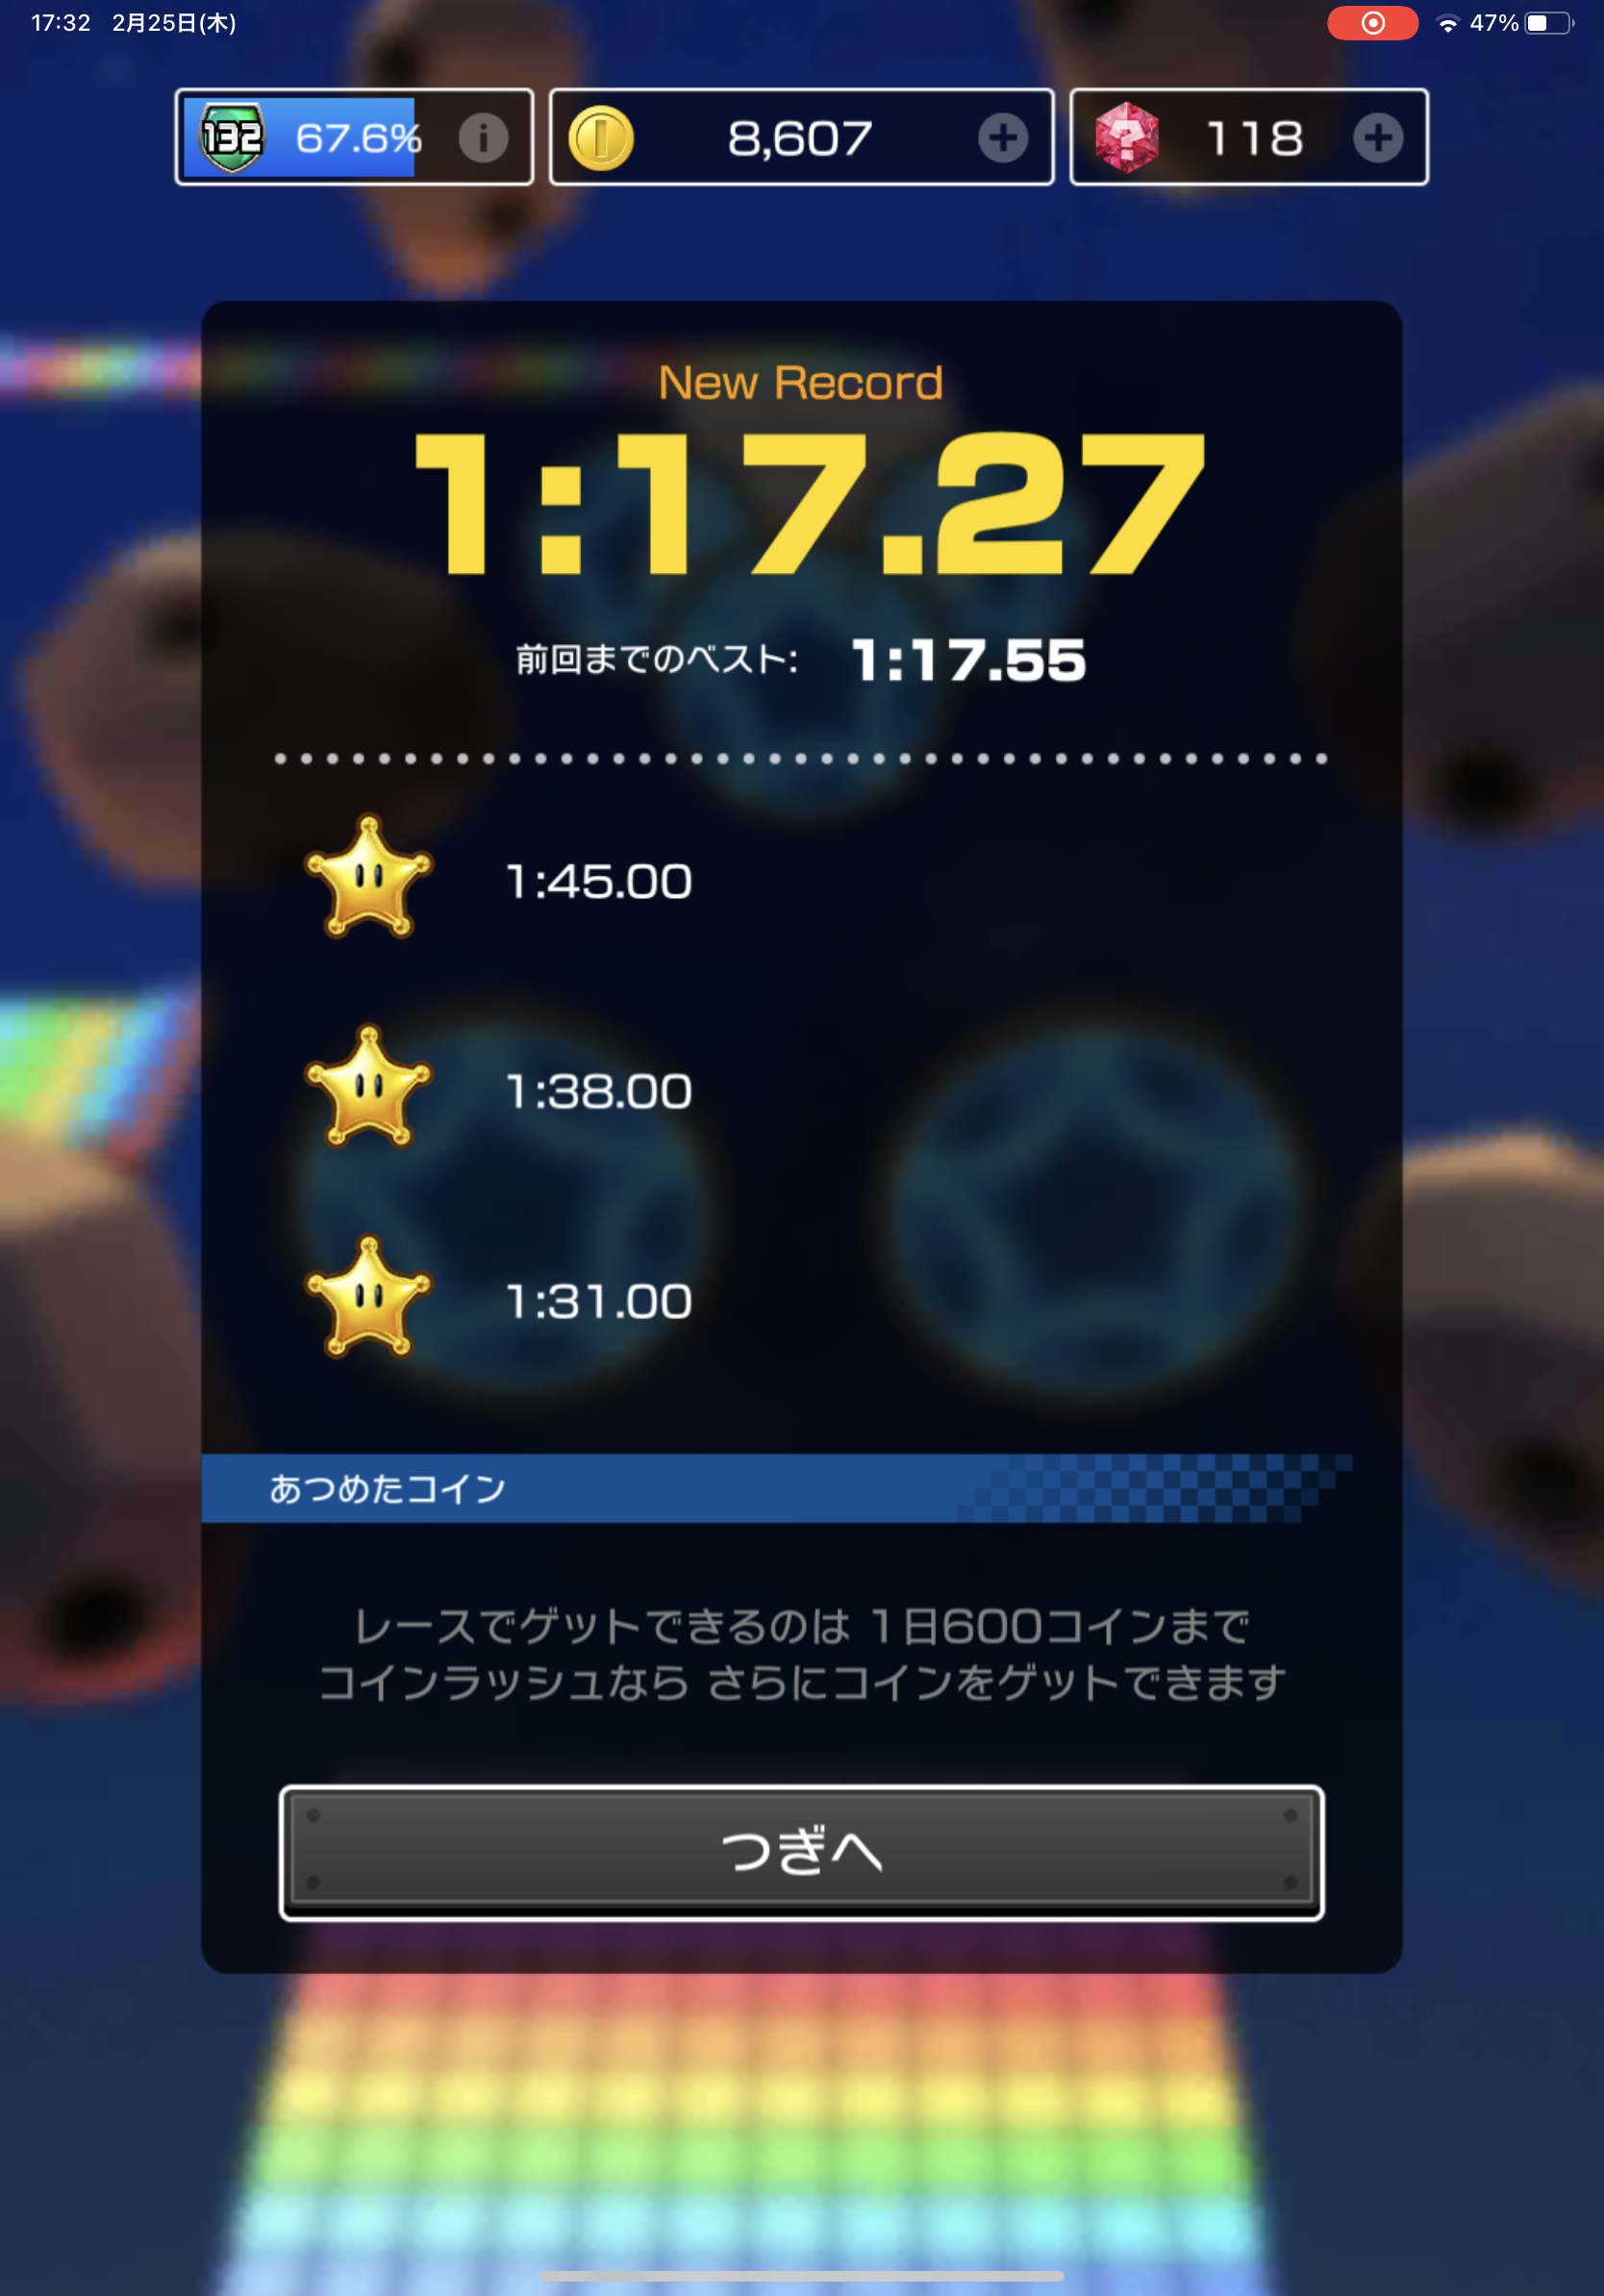 17:32 2月25日(木)
47%
132 67.6% i
8,607 +
? 118 +
New Record
1:17.27
前回までのベスト: 1:17.55
1:45.00
1:38.00
1:31.00
あつめたコイン
レースでゲットできるのは 1日600コインまで
コインラッシュなら さらにコインをゲットできます
つぎへ